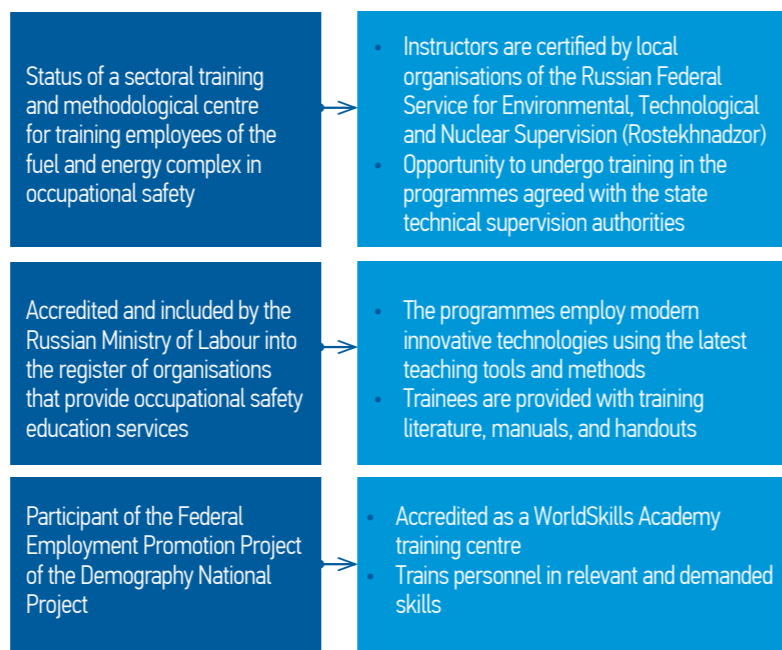 Status of a sectoral training
and methodological centre
for training employees of the
fuel and energy complex in
occupational safety
• Instructors are certified by local
organisations of the Russian Federal
Service for Environmental, Technological
and Nuclear Supervision (Rostekhnadzor)
• Opportunity to undergo training in the
programmes agreed with the state
technical supervision authorities
Accredited and included by the
Russian Ministry of Labour into
the register of organisations
that provide occupational safety
education services
• The programmes employ modern
innovative technologies using the latest
teaching tools and methods
• Trainees are provided with training
literature, manuals, and handouts
Participant of the Federal
Employment Promotion Project
of the Demography National
Project
• Accredited as a WorldSkills Academy
training centre
• Trains personnel in relevant and demanded
skills